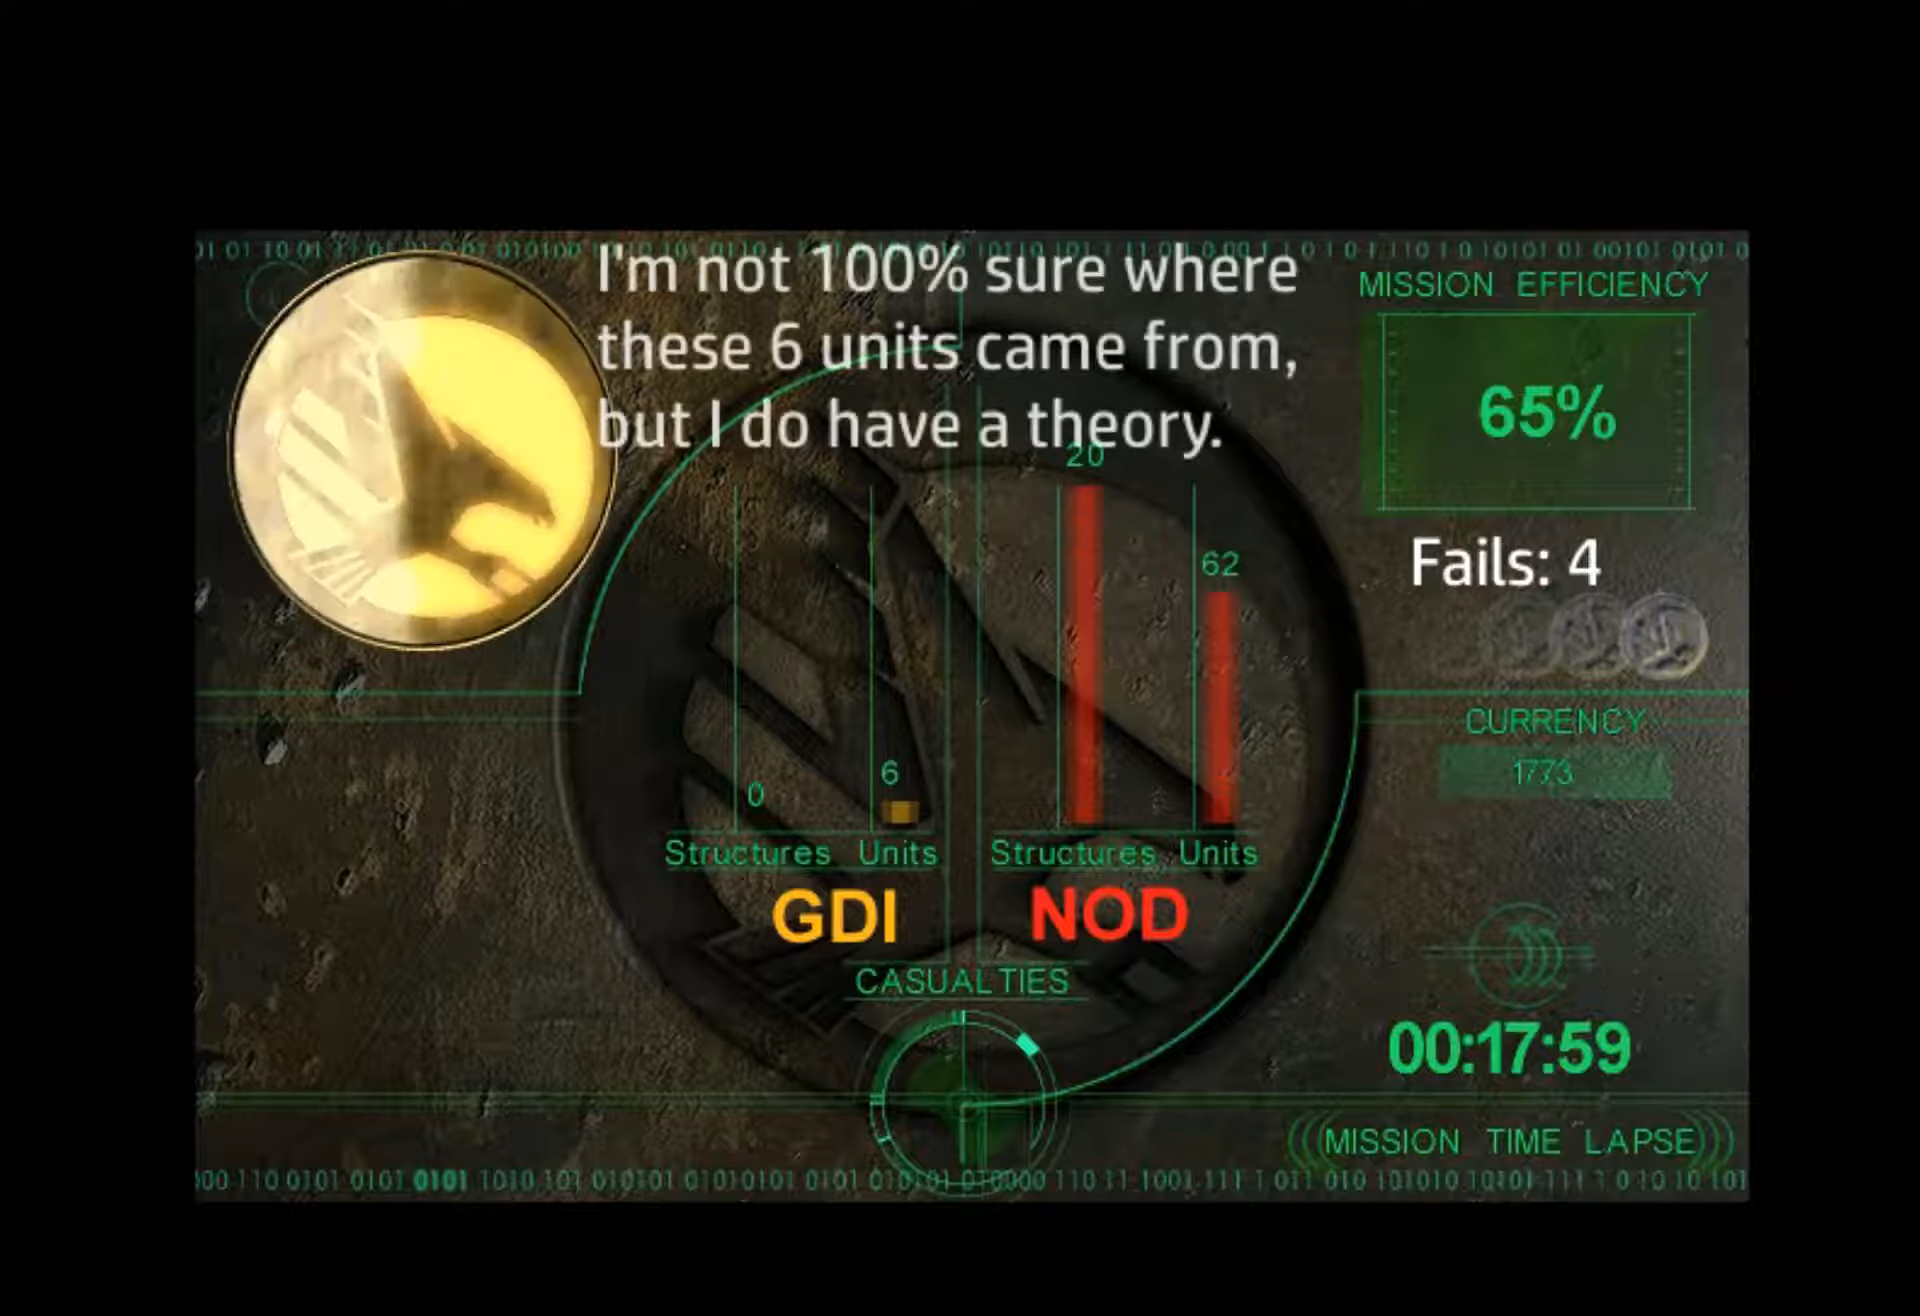 I'm not 100% sure where
these 6 units came from,
but I do have a theory.
MISSION EFFICIENCY
65%
Fails: 4
20
62
CURRENCY
1773
6
0
Structures Units
Structures Units
GDI
NOD
CASUALTIES
00:17:59
MISSION TIME LAPSE